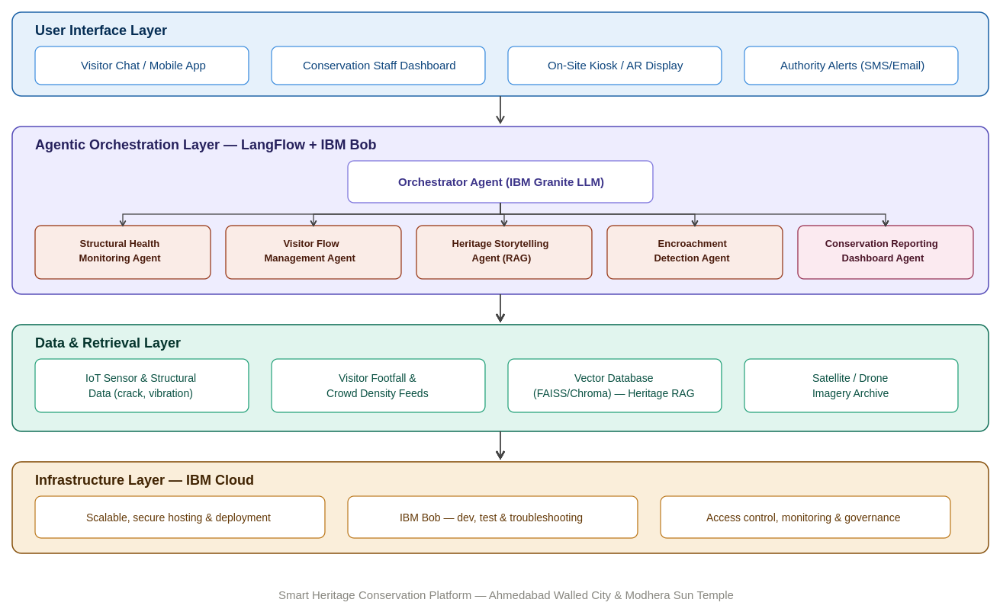 User Interface Layer
Visitor Chat / Mobile App
Conservation Staff Dashboard
On-Site Kiosk / AR Display
Authority Alerts (SMS/Email)
Agentic Orchestration Layer — LangFlow + IBM Bob
Orchestrator Agent (IBM Granite LLM)
Structural Health
Monitoring Agent
Visitor Flow
Management Agent
Heritage Storytelling
Agent (RAG)
Encroachment
Detection Agent
Conservation Reporting
Dashboard Agent
Data & Retrieval Layer
IoT Sensor & Structural
Data (crack, vibration)
Visitor Footfall &
Crowd Density Feeds
Vector Database
(FAISS/Chroma) — Heritage RAG
Satellite / Drone
Imagery Archive
Infrastructure Layer — IBM Cloud
Scalable, secure hosting & deployment
IBM Bob — dev, test & troubleshooting
Access control, monitoring & governance
Smart Heritage Conservation Platform — Ahmedabad Walled City & Modhera Sun Temple